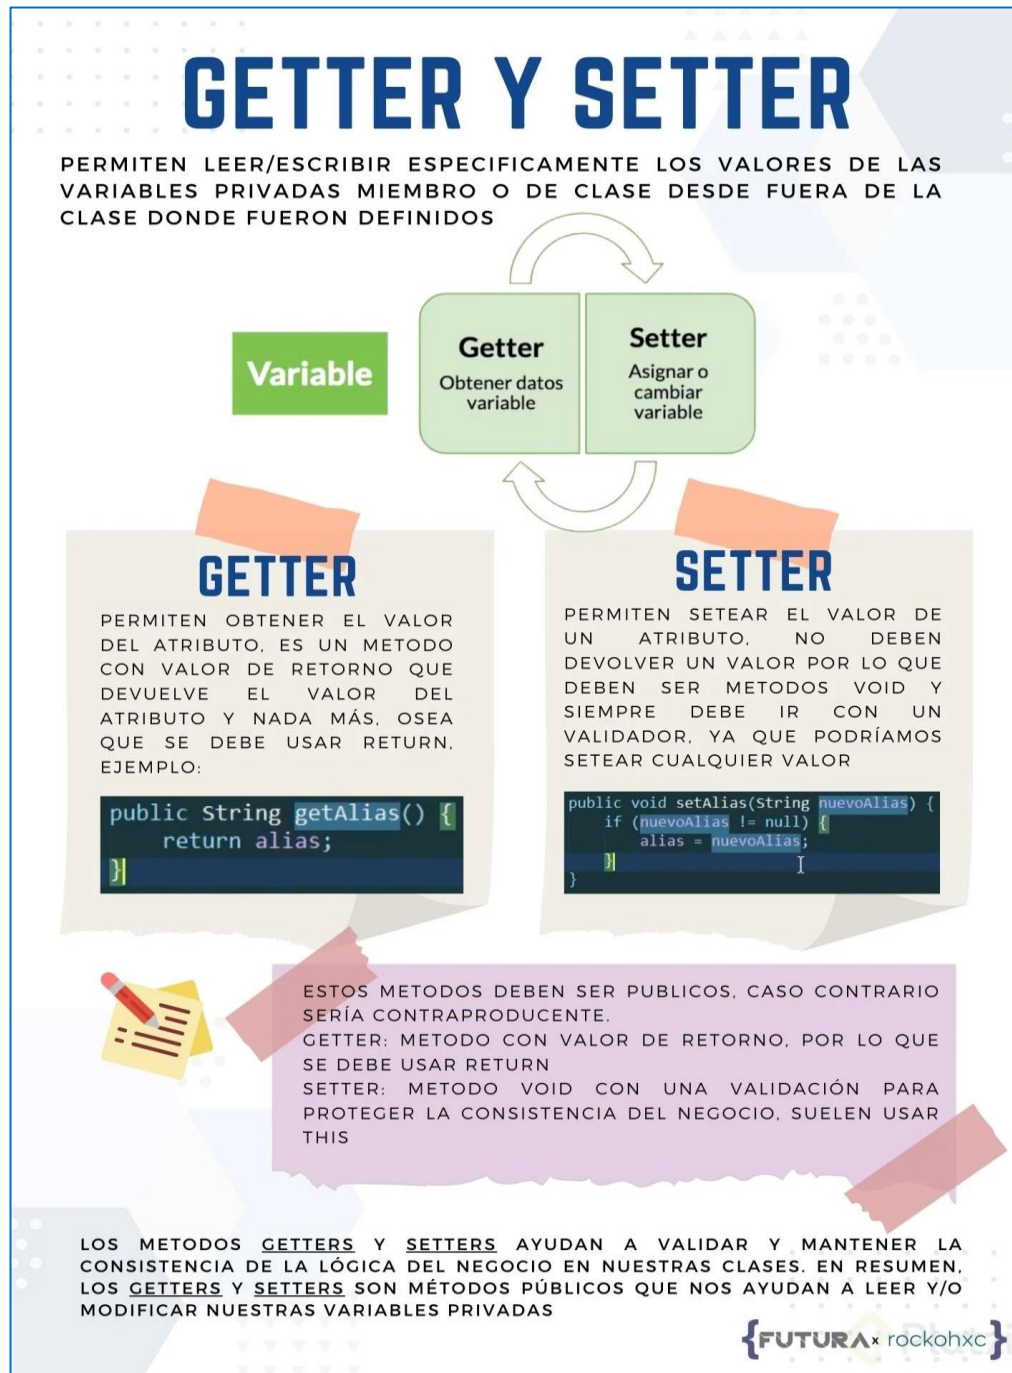 GETTER Y SETTER
PERMITEN LEER/ESCRIBIR ESPECIFICAMENTE LOS VALORES DE LAS
VARIABLES PRIVADAS MIEMBRO O DE CLASE DESDE FUERA DE LA
CLASE DONDE FUERON DEFINIDOS
Variable
Getter
Obtener datos
variable
Setter
Asignar o
cambiar
variable
GETTER
PERMITEN OBTENER EL VALOR
DEL ATRIBUTO, ES UN METODO
CON VALOR DE RETORNO QUE
DEVUELVE EL VALOR DEL
ATRIBUTO Y NADA MÁS, OSEA
QUE SE DEBE USAR RETURN,
EJEMPLO:
public String getAlias() {
return alias;
}
SETTER
PERMITEN SETEAR EL VALOR DE
UN ATRIBUTO, NO DEBEN
DEVOLVER UN VALOR POR LO QUE
DEBEN SER METODOS VOID Y
SIEMPRE DEBE IR CON UN
VALIDADOR, YA QUE PODRÍAMOS
SETEAR CUALQUIER VALOR
public void setAlias(String nuevoAlias) {
if (nuevoAlias != null) {
alias = nuevoAlias;
}
}
ESTOS METODOS DEBEN SER PUBLICOS, CASO CONTRARIO
SERÍA CONTRAPRODUCENTE.
GETTER: METODO CON VALOR DE RETORNO, POR LO QUE
SE DEBE USAR RETURN
SETTER: METODO VOID CON UNA VALIDACIÓN PARA
PROTEGER LA CONSISTENCIA DEL NEGOCIO, SUELEN USAR
THIS
LOS METODOS GETTERS Y SETTERS AYUDAN A VALIDAR Y MANTENER LA
CONSISTENCIA DE LA LÓGICA DEL NEGOCIO EN NUESTRAS CLASES. EN RESUMEN,
LOS GETTERS Y SETTERS SON MÉTODOS PÚBLICOS QUE NOS AYUDAN A LEER Y/O
MODIFICAR NUESTRAS VARIABLES PRIVADAS
{FUTURA x rockohxc}
Platzi